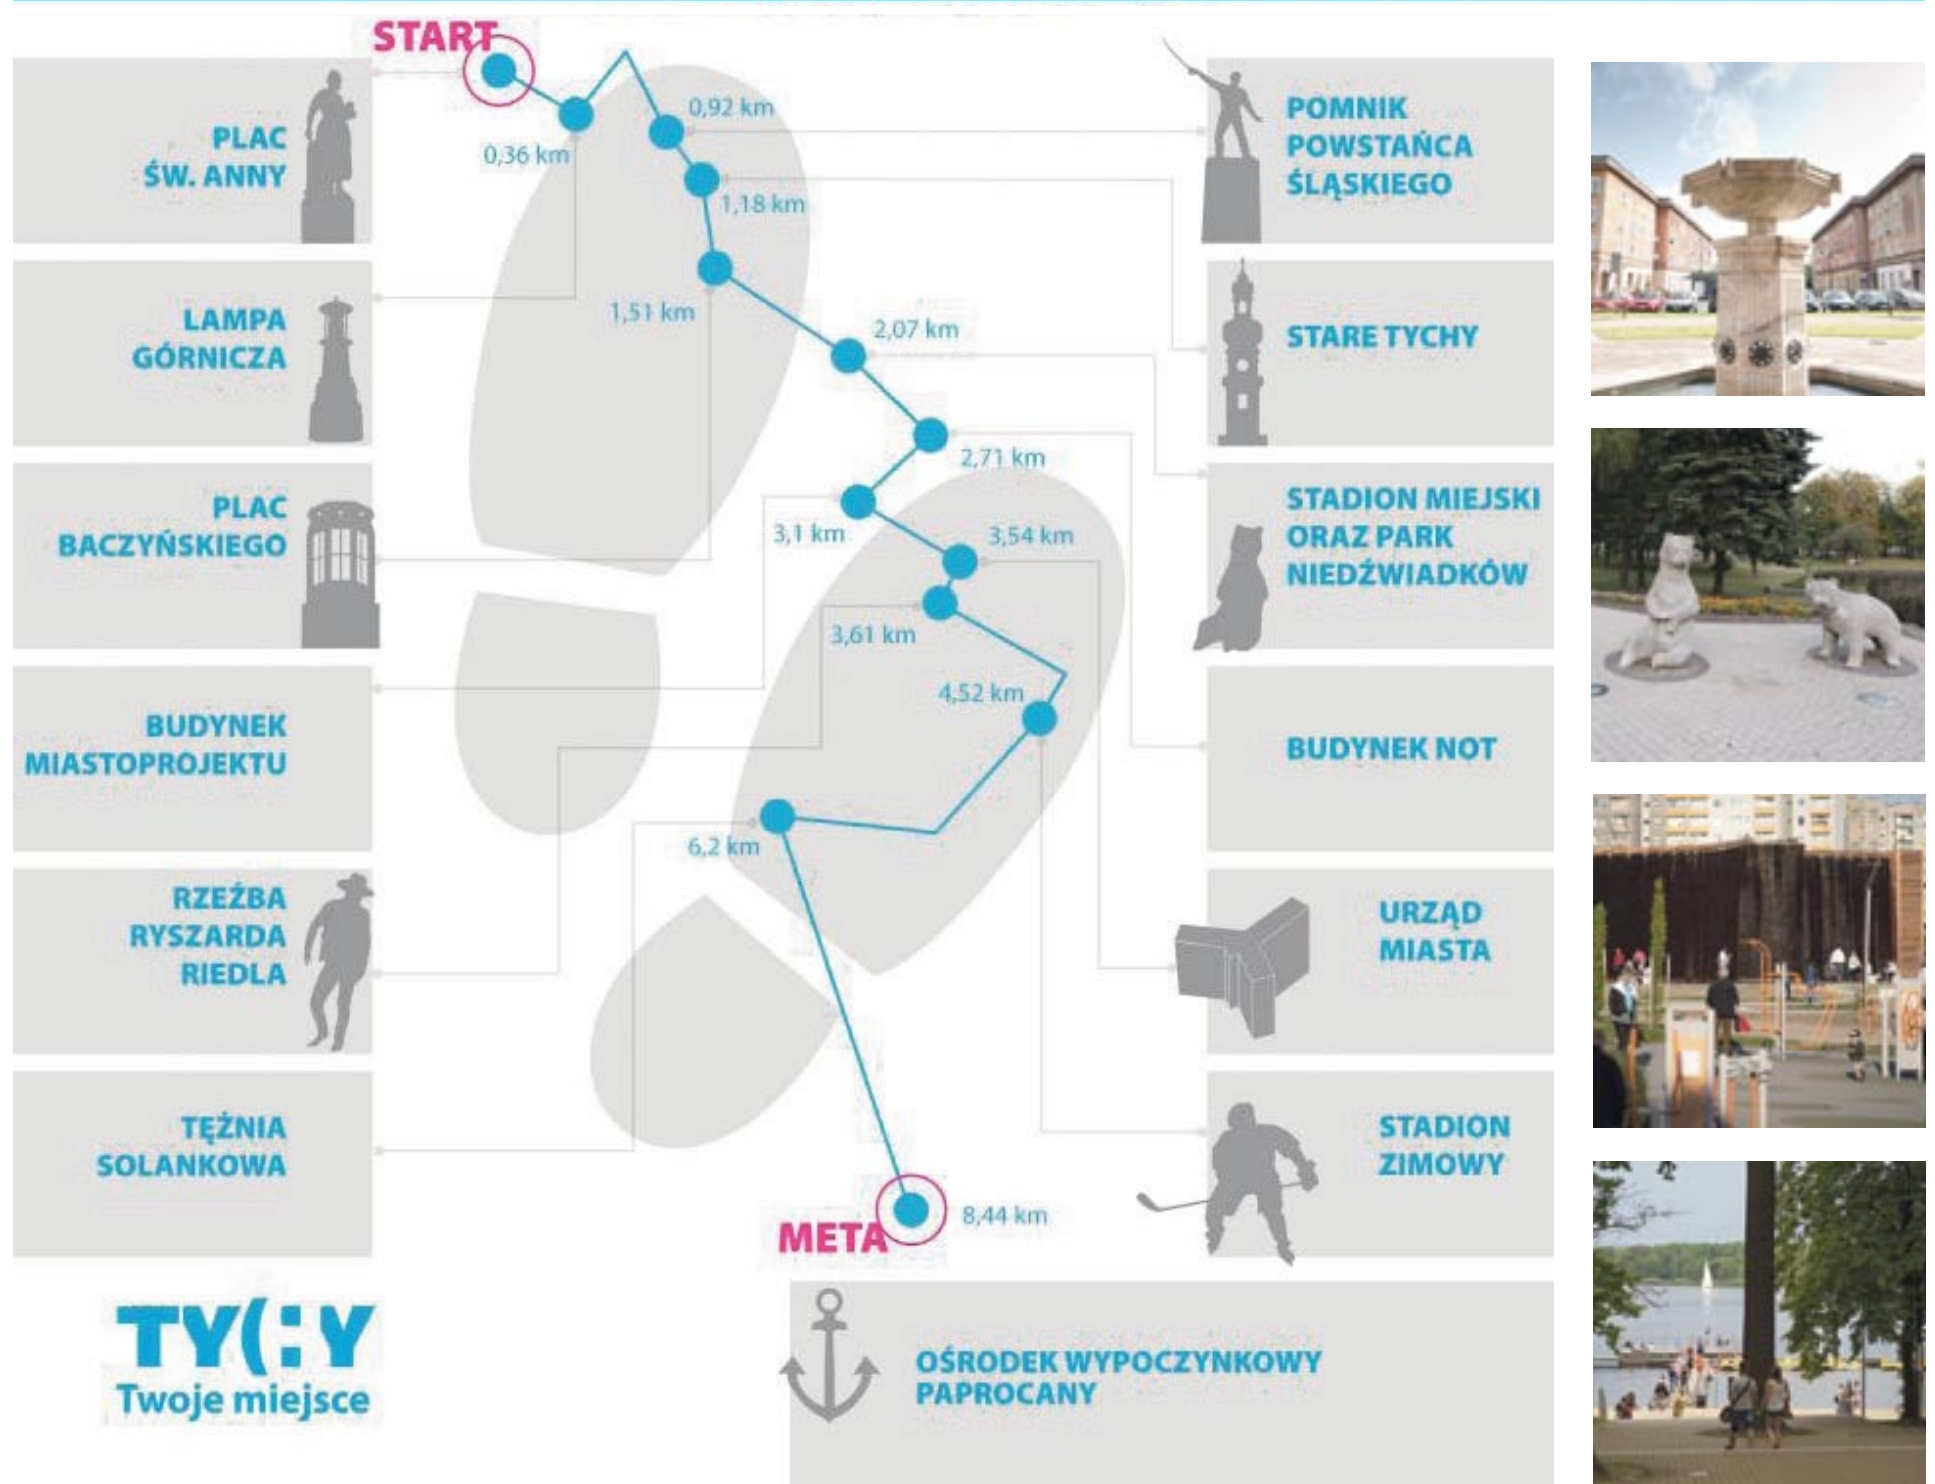 START
PLAC
ŚW. ANNY
LAMPA
GÓRNICZA
PLAC
BACZYŃSKIEGO
BUDYNEK
MIASTOPROJEKTU
RZEŹBA
RYSZARDA
RIEDLA
TĘŻNIA
SOLANKOWA
0,36 km
0,92 km
1,18 km
1,51 km
2,07 km
2,71 km
3,1 km
3,54 km
3,61 km
4,52 km
6,2 km
8,44 km
META
POMNIK
POWSTAŃCA
ŚLĄSKIEGO
STARE TYCHY
STADION MIEJSKI
ORAZ PARK
NIEDŹWIADKÓW
BUDYNEK NOT
URZĄD
MIASTA
STADION
ZIMOWY
OŚRODEK WYPOCZYNKOWY
PAPROCANY
TY(:Y
Twoje miejsce